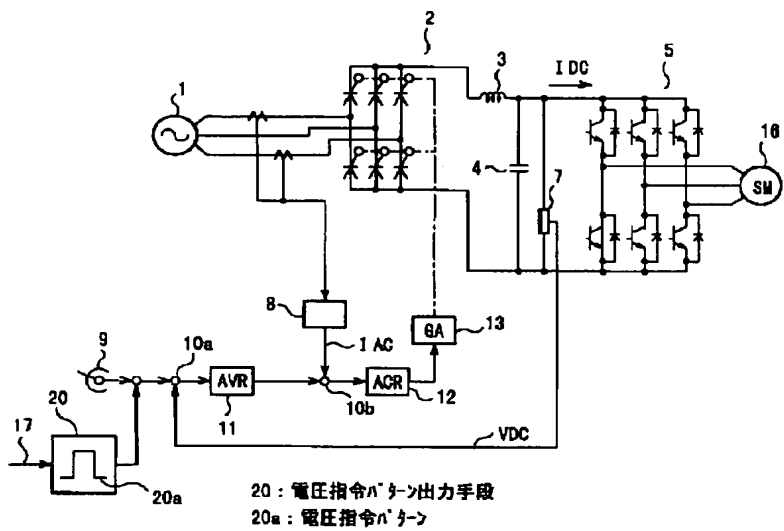 2
3
I DC
5
1
16
4
7
SM
8
GA
13
I AC
9
10a
AVR
ACR
10b
12
11
20
17
VDC
20a
20 : 電圧指令パターン出力手段
20a : 電圧指令パターン